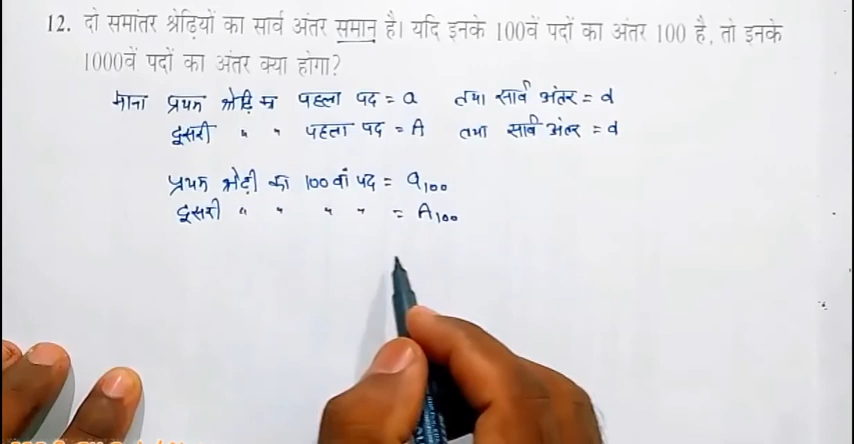 12. दो समांतर श्रेढ़ियों का सार्व अंतर समान है। यदि इनके 100वें पदों का अंतर 100 है, तो इनके
1000वें पदों का अंतर क्या होगा?
माना प्रथम श्रेढ़ि म पहला पद = a तथा सार्व अंतर = d
दूसरी " " पहला पद = A तथा सार्व अंतर = d
प्रथम श्रेढ़ी का 100 वां पद = a₁₀₀
दूसरी " " " " = A₁₀₀